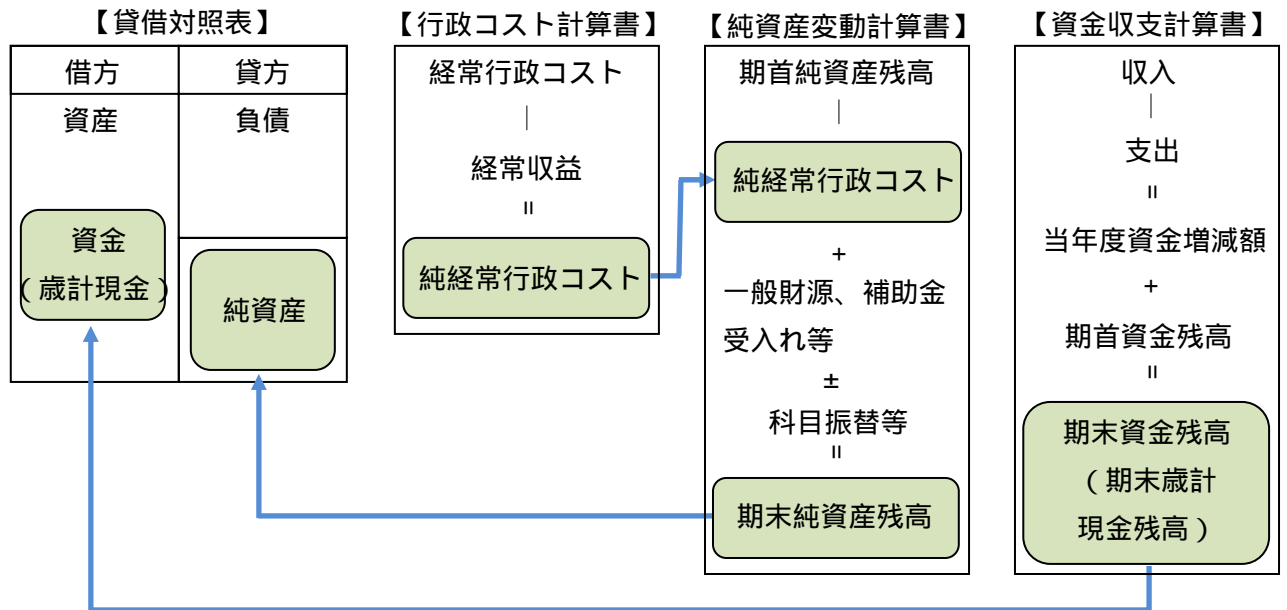 【貸借対照表】
借方
貸方
資産
負債
資金
（歳計現金）
純資産
【行政コスト計算書】
経常行政コスト
｜
経常収益
＝
純経常行政コスト
【純資産変動計算書】
期首純資産残高
｜
純経常行政コスト
＋
一般財源、補助金
受入れ等
±
科目振替等
＝
期末純資産残高
【資金収支計算書】
収入
｜
支出
＝
当年度資金増減額
＋
期首資金残高
＝
期末資金残高
（期末歳計
現金残高）